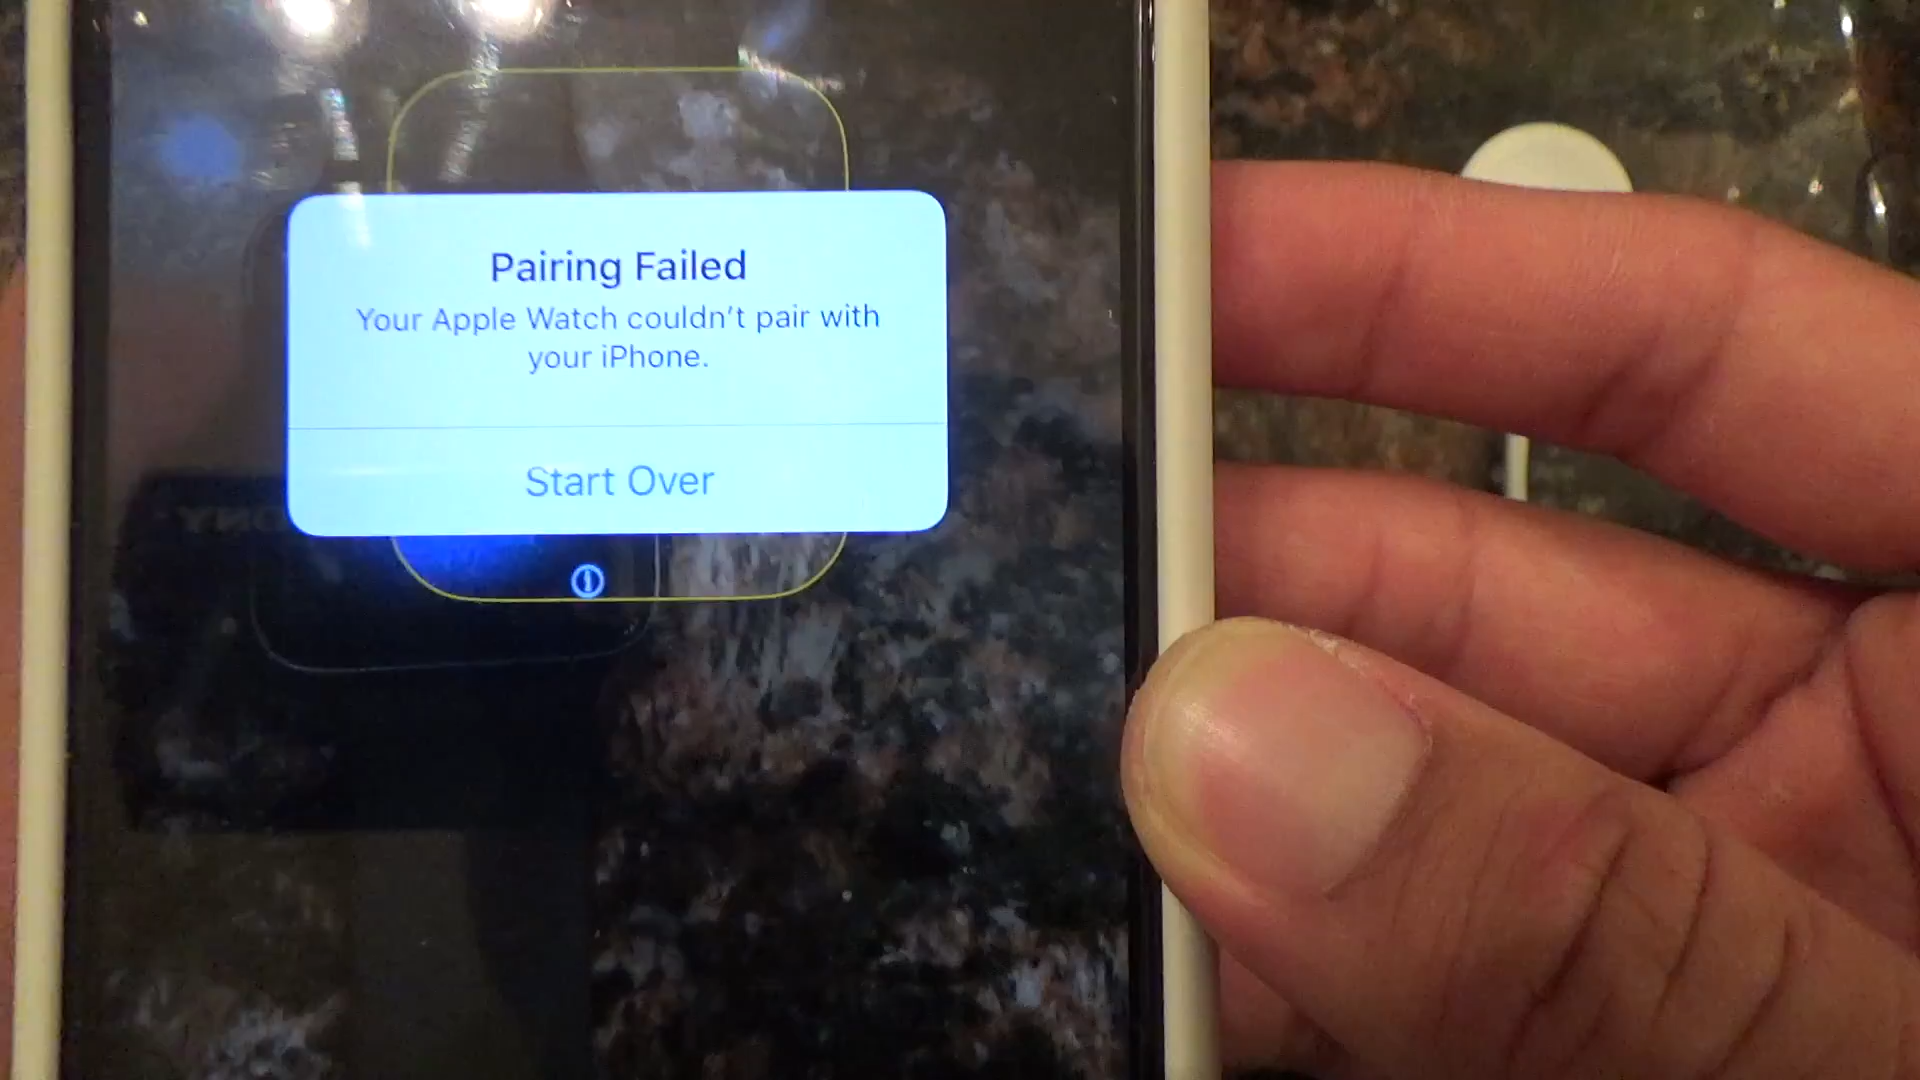 Pairing Failed
Your Apple Watch couldn't pair with
your iPhone.
Start Over